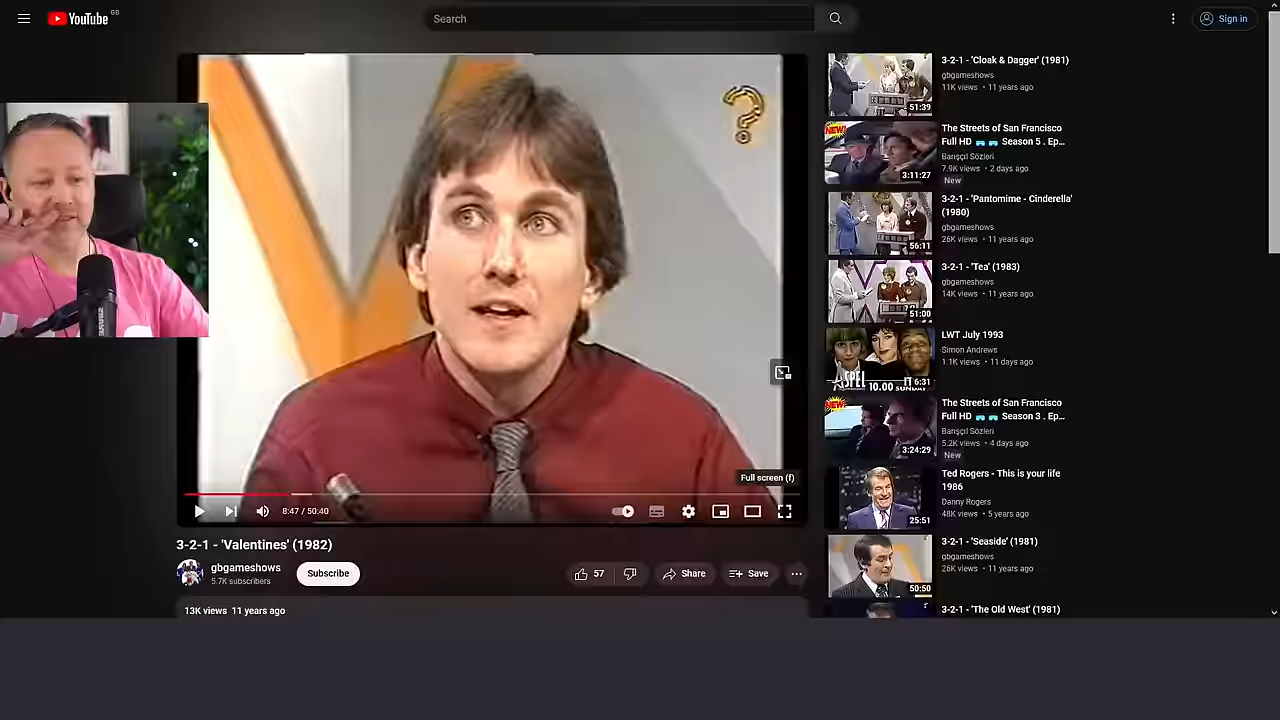 YouTube GB
Search
Sign in
?
Full screen (f)
8:47 / 50:40
3-2-1 - 'Valentines' (1982)
gbgameshows
5.7K subscribers
Subscribe
57
Share
Save
13K views 11 years ago
51:39
3-2-1 - 'Cloak & Dagger' (1981)
gbgameshows
11K views • 11 years ago
NEW!
3:11:27
The Streets of San Francisco
Full HD Season 5 . Ep...
Barışçıl Sözleri
7.9K views • 2 days ago
New
56:11
3-2-1 - 'Pantomime - Cinderella'
(1980)
gbgameshows
26K views • 11 years ago
51:00
3-2-1 - 'Tea' (1983)
gbgameshows
14K views • 11 years ago
ASPEL 10.00 SUNDAY
6:31
LWT July 1993
Simon Andrews
1.1K views • 11 days ago
NEW!
3:24:29
The Streets of San Francisco
Full HD Season 3 . Ep...
Barışçıl Sözleri
5.2K views • 4 days ago
New
25:51
Ted Rogers - This is your life
1986
Danny Rogers
48K views • 5 years ago
50:50
3-2-1 - 'Seaside' (1981)
gbgameshows
26K views • 11 years ago
3-2-1 - 'The Old West' (1981)